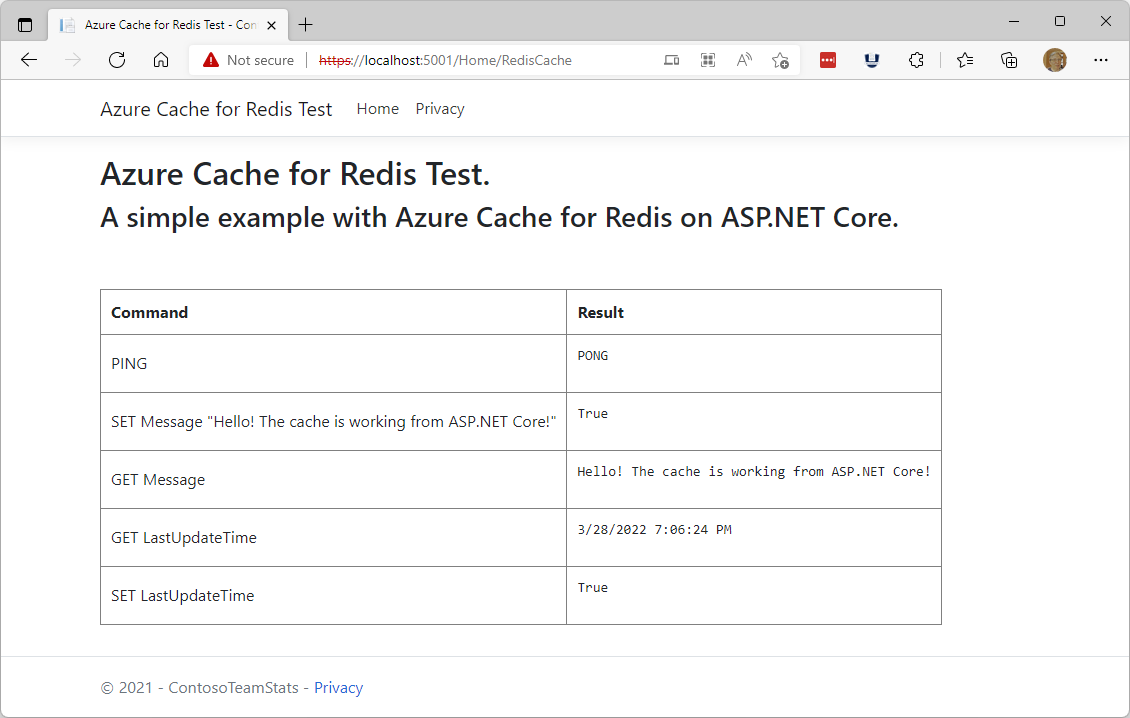 Azure Cache for Redis Test - Con
Not secure https://localhost:5001/Home/RedisCache
Azure Cache for Redis Test Home Privacy
Azure Cache for Redis Test.
A simple example with Azure Cache for Redis on ASP.NET Core.
Command Result
PING PONG
SET Message "Hello! The cache is working from ASP.NET Core!" True
GET Message Hello! The cache is working from ASP.NET Core!
GET LastUpdateTime 3/28/2022 7:06:24 PM
SET LastUpdateTime True
© 2021 - ContosoTeamStats - Privacy